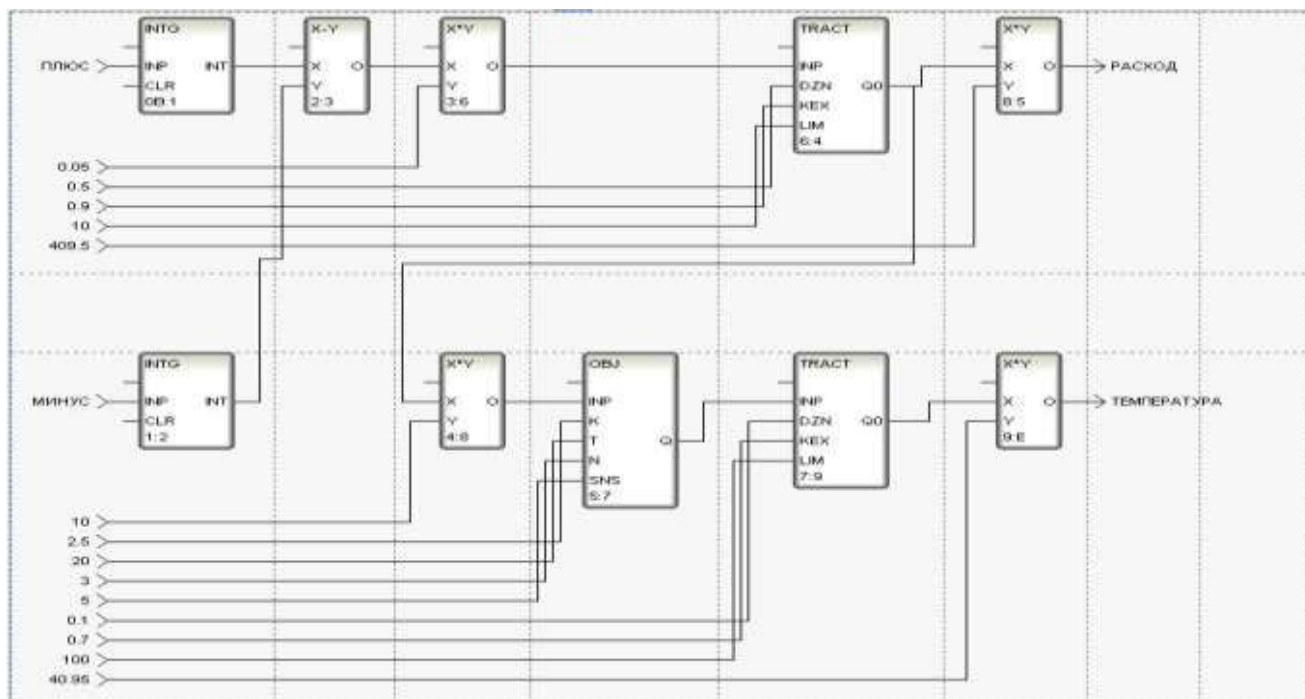 INTG
X-Y
X*Y
TRACT
X*Y
ПЛЮС
INP
INT
X
O
X
O
INP
X
O
РАСХОД
CLR
Y
Y
DZN
Q0
Y
0B:1
2:3
3:6
KEX
8:5
LIM
6:4
0.05
0.5
0.9
10
409.5
INTG
X*Y
OBJ
TRACT
X*Y
МИНУС
INP
INT
X
O
INP
INP
X
O
ТЕМПЕРАТУРА
CLR
Y
K
DZN
Q0
Y
1:2
4:8
T
Q
KEX
9:E
N
LIM
SNS
7:9
5:7
10
2.5
20
3
5
0.1
0.7
100
40.95